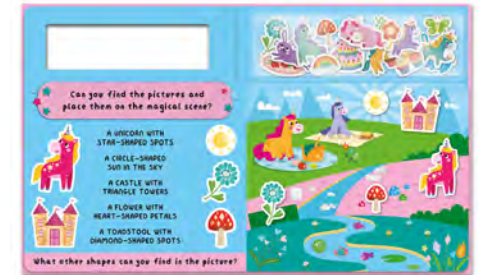 Can you find the pictures and
place them on the magical scene?
A UNICORN WITH
STAR-SHAPED SPOTS
A CIRCLE-SHAPED
SUN IN THE SKY
A CASTLE WITH
TRIANGLE TOWERS
A FLOWER WITH
HEART-SHAPED PETALS
A TOADSTOOL WITH
DIAMOND-SHAPED SPOTS
What other shapes can you find in the picture?